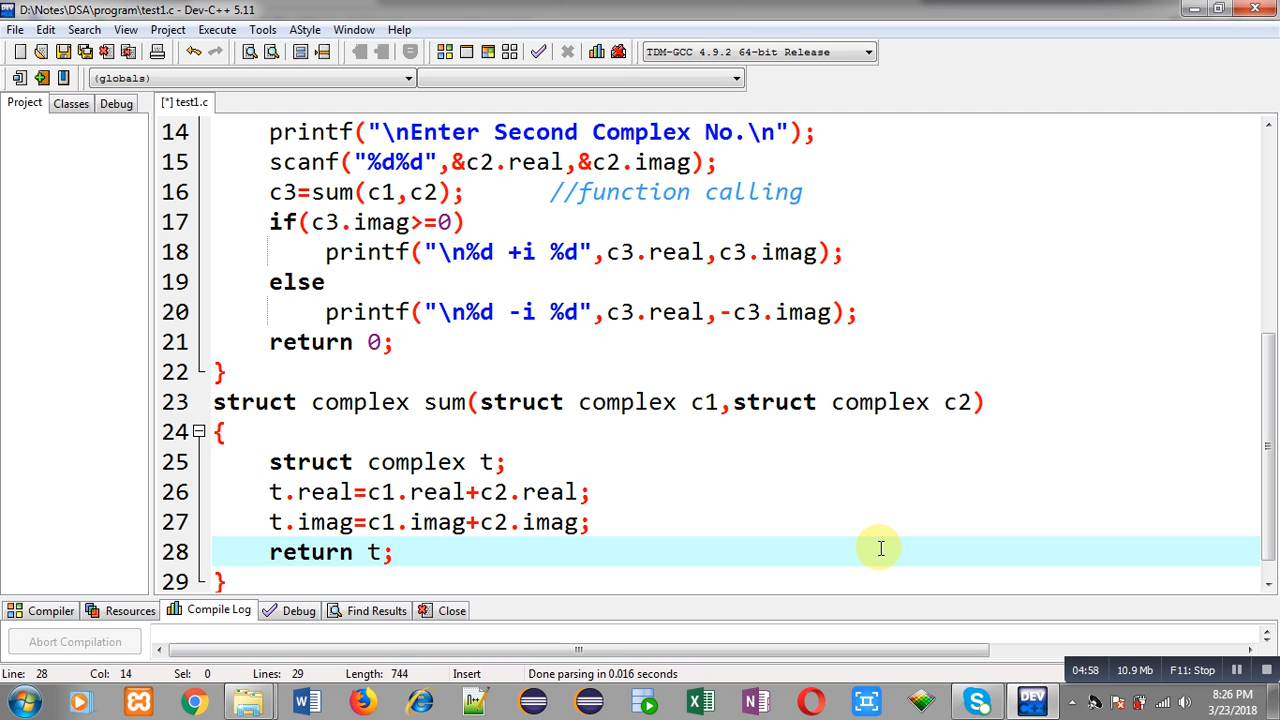 D:\Notes\DSA\program\test1.c - Dev-C++ 5.11
File Edit Search View Project Execute Tools AStyle Window Help
TDM-GCC 4.9.2 64-bit Release
(globals)
Project Classes Debug [*] test1.c
14 printf("\nEnter Second Complex No.\n");
15 scanf("%d%d",&c2.real,&c2.imag);
16 c3=sum(c1,c2); //function calling
17 if(c3.imag>=0)
18 printf("\n%d +i %d",c3.real,c3.imag);
19 else
20 printf("\n%d -i %d",c3.real,-c3.imag);
21 return 0;
22 }
23 struct complex sum(struct complex c1,struct complex c2)
24 {
25 struct complex t;
26 t.real=c1.real+c2.real;
27 t.imag=c1.imag+c2.imag;
28 return t;
29 }
Compiler Resources Compile Log Debug Find Results Close
Abort Compilation
Line: 28 Col: 14 Sel: 0 Lines: 29 Length: 744 Insert Done parsing in 0.016 seconds
04:58 10.9 Mb F11: Stop
DEV
8:26 PM
3/23/2018